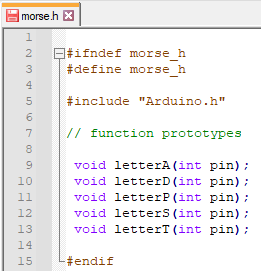 morse.h
1
2 #ifndef morse_h
3 #define morse_h
4
5 #include "Arduino.h"
6
7 // function prototypes
8
9 void letterA(int pin);
10 void letterD(int pin);
11 void letterP(int pin);
12 void letterS(int pin);
13 void letterT(int pin);
14
15 #endif